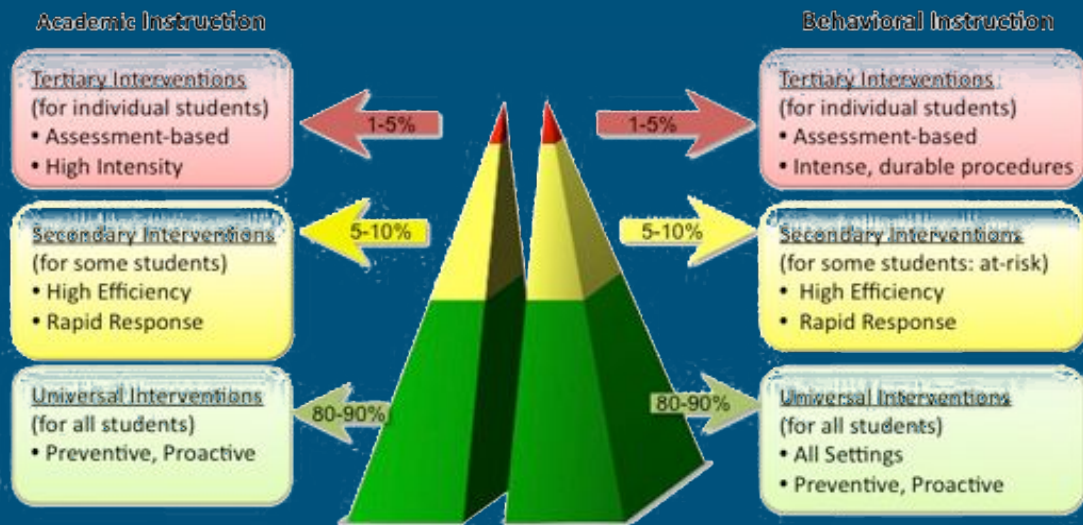 Academic Instruction
Tertiary Interventions
(for individual students)
• Assessment-based
• High Intensity
1-5%
Secondary Interventions
(for some students)
• High Efficiency
• Rapid Response
5-10%
Universal Interventions
(for all students)
• Preventive, Proactive
80-90%
Behavioral Instruction
1-5%
Tertiary Interventions
(for individual students)
• Assessment-based
• Intense, durable procedures
5-10%
Secondary Interventions
(for some students: at-risk)
• High Efficiency
• Rapid Response
80-90%
Universal Interventions
(for all students)
• All Settings
• Preventive, Proactive